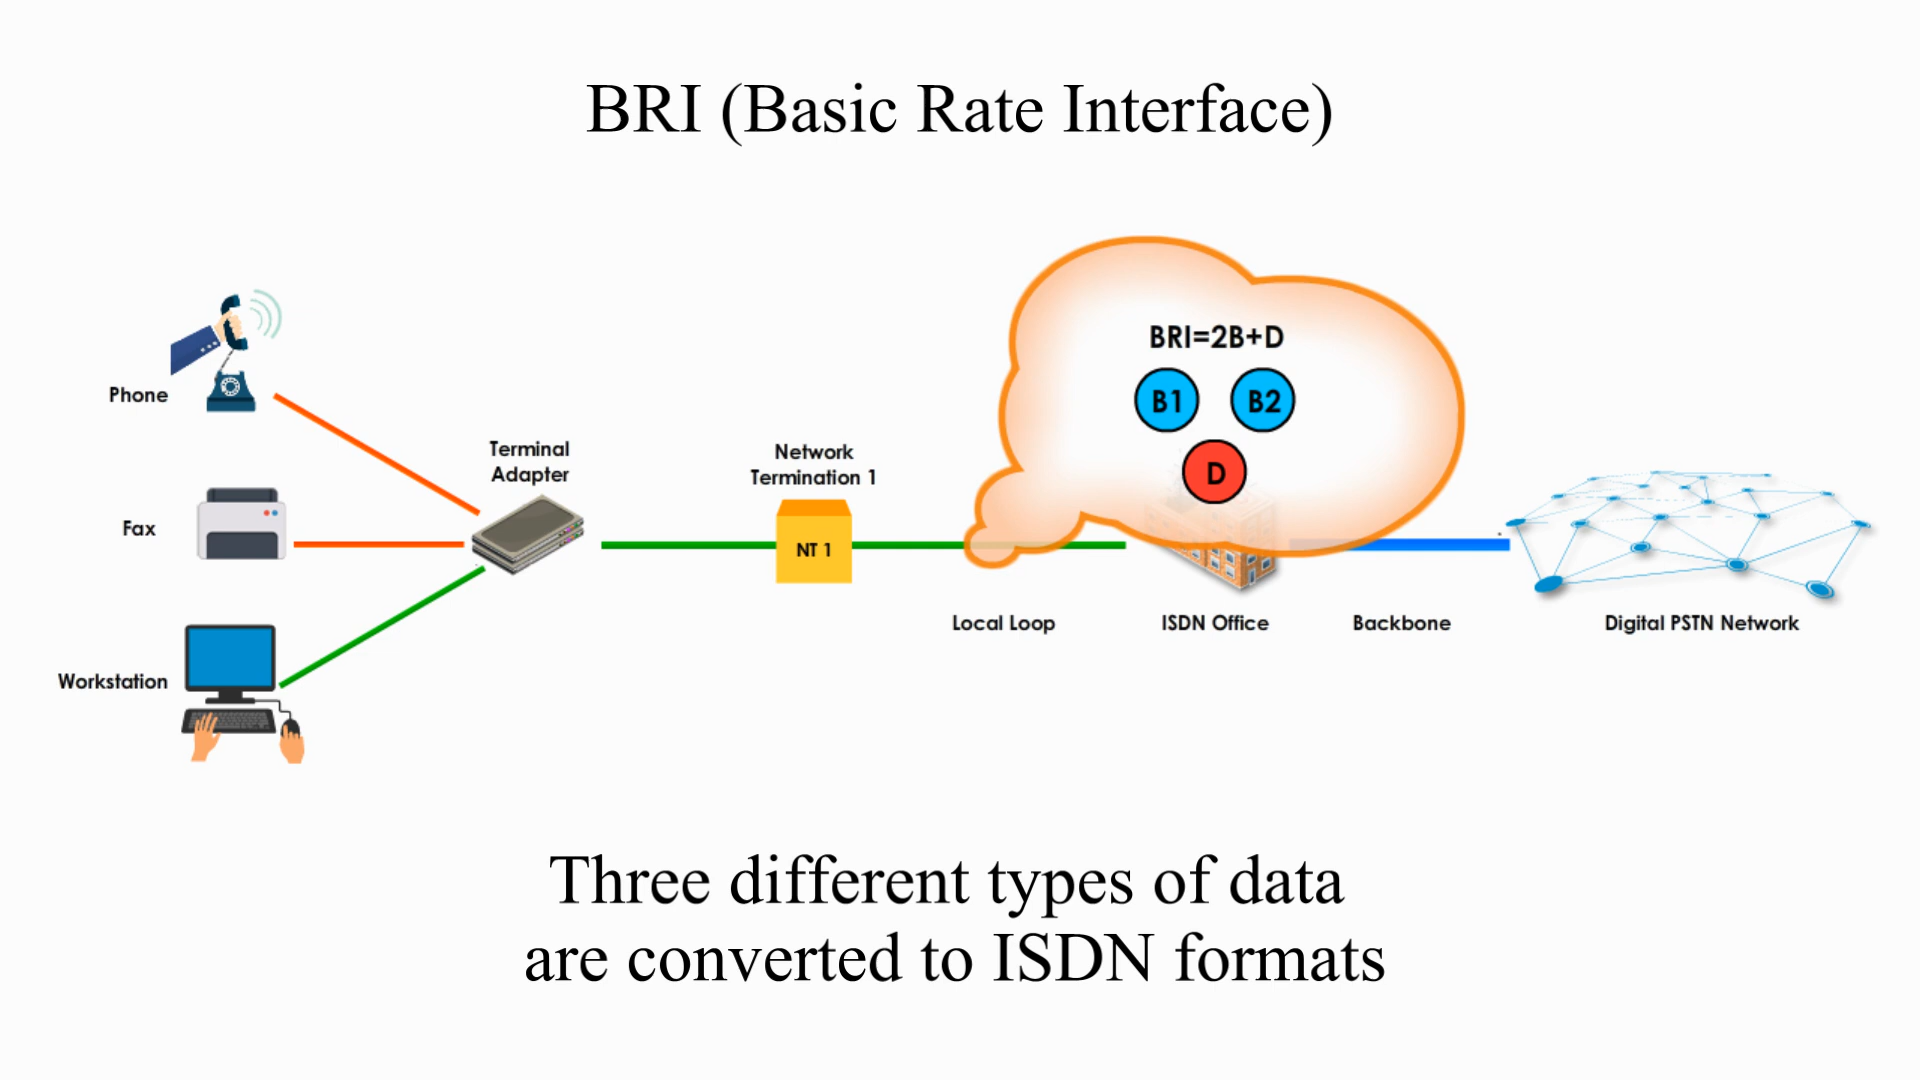 BRI (Basic Rate Interface)
BRI=2B+D
B1 B2
D
Phone
Terminal
Adapter
Network
Termination 1
Fax
NT 1
Local Loop
ISDN Office
Backbone
Digital PSTN Network
Workstation
Three different types of data
are converted to ISDN formats